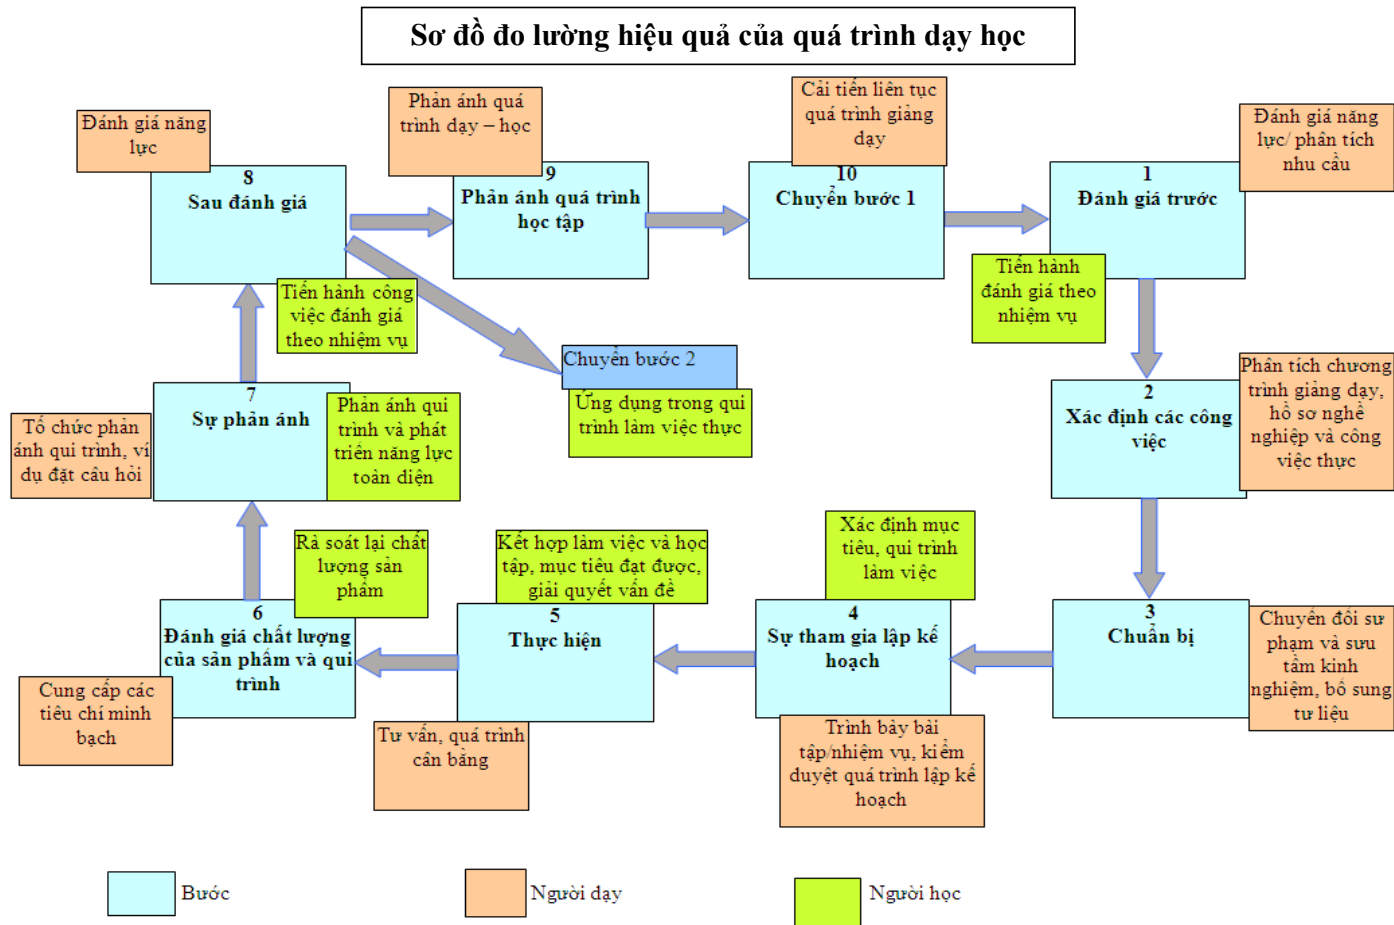 Sơ đồ đo lường hiệu quả của quá trình dạy học
Đánh giá năng
lực
8
Sau đánh giá
Tiến hành công
việc đánh giá
theo nhiệm vụ
Phản ánh quá
trình dạy – học
9
Phản ánh quá trình
học tập
Cải tiến liên tục
quá trình giảng
dạy
10
Chuyển bước 1
Đánh giá năng
lực/ phân tích
nhu cầu
1
Đánh giá trước
Tiến hành
đánh giá theo
nhiệm vụ
Chuyển bước 2
Ứng dụng trong qui
trình làm việc thực
Phân tích chương
trình giảng dạy,
hồ sơ nghề
nghiệp và công
việc thực
2
Xác định các công
việc
7
Sự phản ánh
Tổ chức phản
ánh qui trình, ví
dụ đặt câu hỏi
Phản ánh qui
trình và phát
triển năng lực
toàn diện
Rà soát lại chất
lượng sản
phẩm
6
Đánh giá chất lượng
của sản phẩm và qui
trình
Cung cấp các
tiêu chí minh
bạch
Kết hợp làm việc và học
tập, mục tiêu đạt được,
giải quyết vấn đề
5
Thực hiện
Tư vấn, quá trình
cân bằng
Xác định mục
tiêu, qui trình
làm việc
4
Sự tham gia lập kế
hoạch
Trình bày bài
tập/nhiệm vụ, kiểm
duyệt quá trình lập kế
hoạch
3
Chuẩn bị
Chuyển đổi sư
phạm và sưu
tầm kinh
nghiệm, bổ sung
tư liệu
Bước
Người dạy
Người học